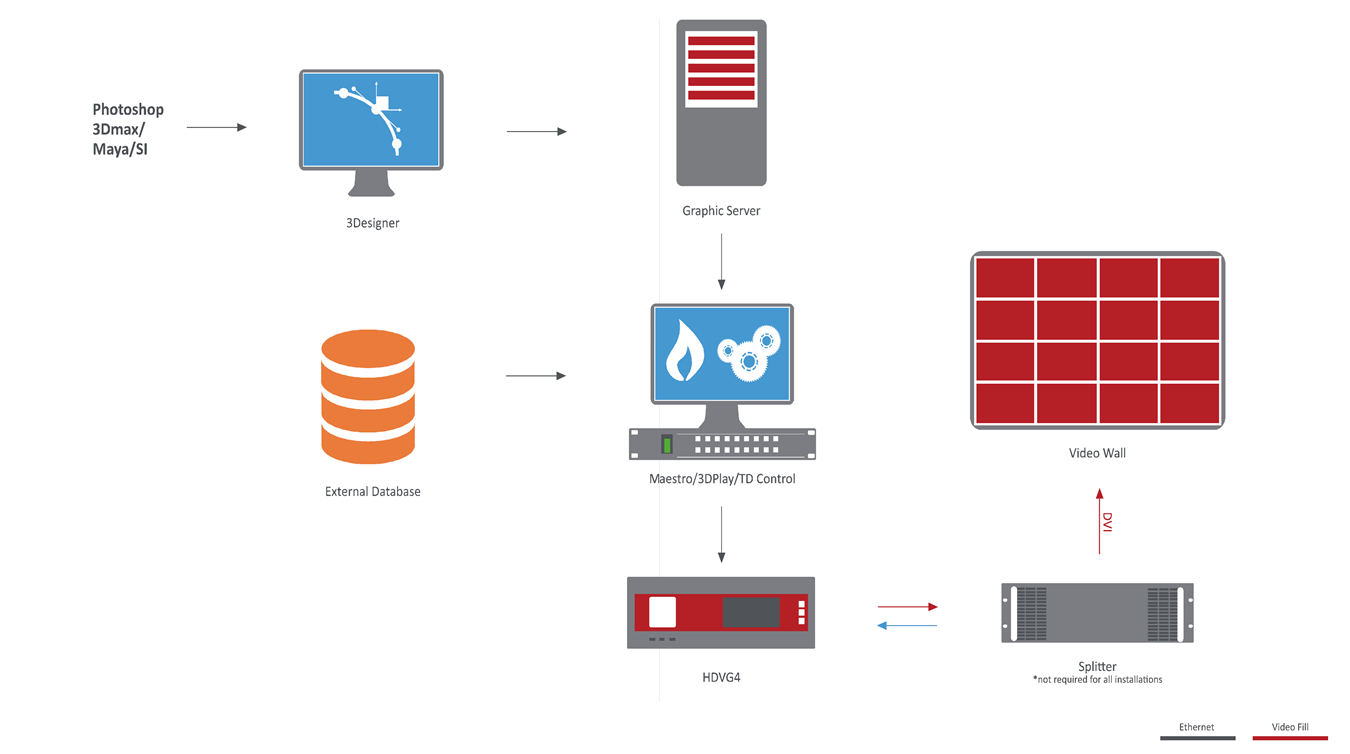 Photoshop
3Dmax/
Maya/SI
3Designer
Graphic Server
External Database
Maestro/3DPlay/TD Control
Video Wall
DVI
HDVG4
Splitter
*not required for all installations
Ethernet
Video Fill